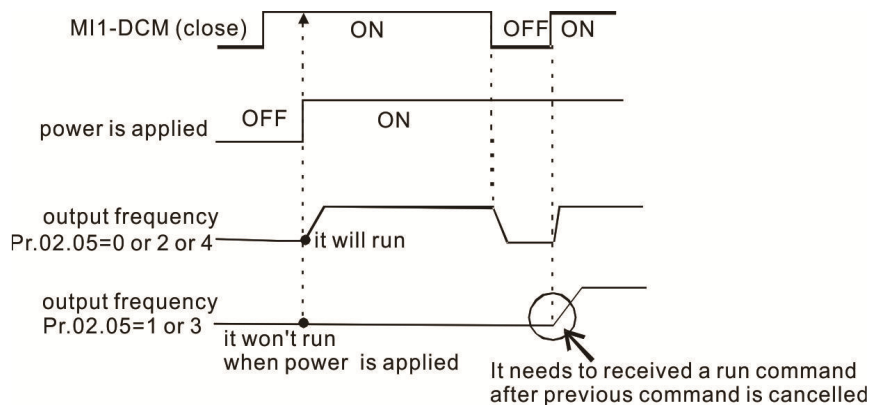 MI1-DCM (close)
ON
OFF
ON
power is applied
OFF
ON
output frequency
Pr.02.05=0 or 2 or 4
it will run
output frequency
Pr.02.05=1 or 3
it won't run
when power is applied
It needs to received a run command
after previous command is cancelled